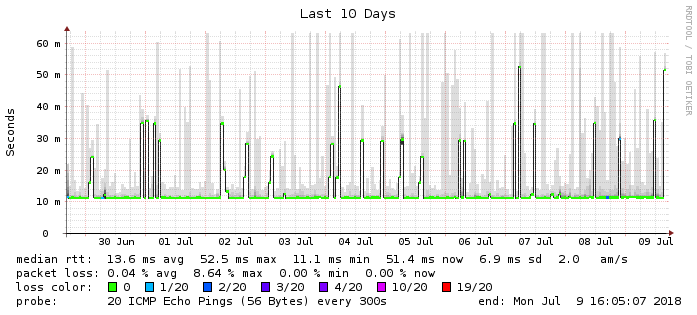 Last 10 Days
RRDTOOL / TOBI OETIKER
Seconds
60 m
50 m
40 m
30 m
20 m
10 m
0
30 Jun 01 Jul 02 Jul 03 Jul 04 Jul 05 Jul 06 Jul 07 Jul 08 Jul 09 Jul
median rtt: 13.6 ms avg 52.5 ms max 11.1 ms min 51.4 ms now 6.9 ms sd 2.0 am/s
packet loss: 0.04 % avg 8.64 % max 0.00 % min 0.00 % now
loss color: 0 1/20 2/20 3/20 4/20 10/20 19/20
probe: 20 ICMP Echo Pings (56 Bytes) every 300s end: Mon Jul 9 16:05:07 2018